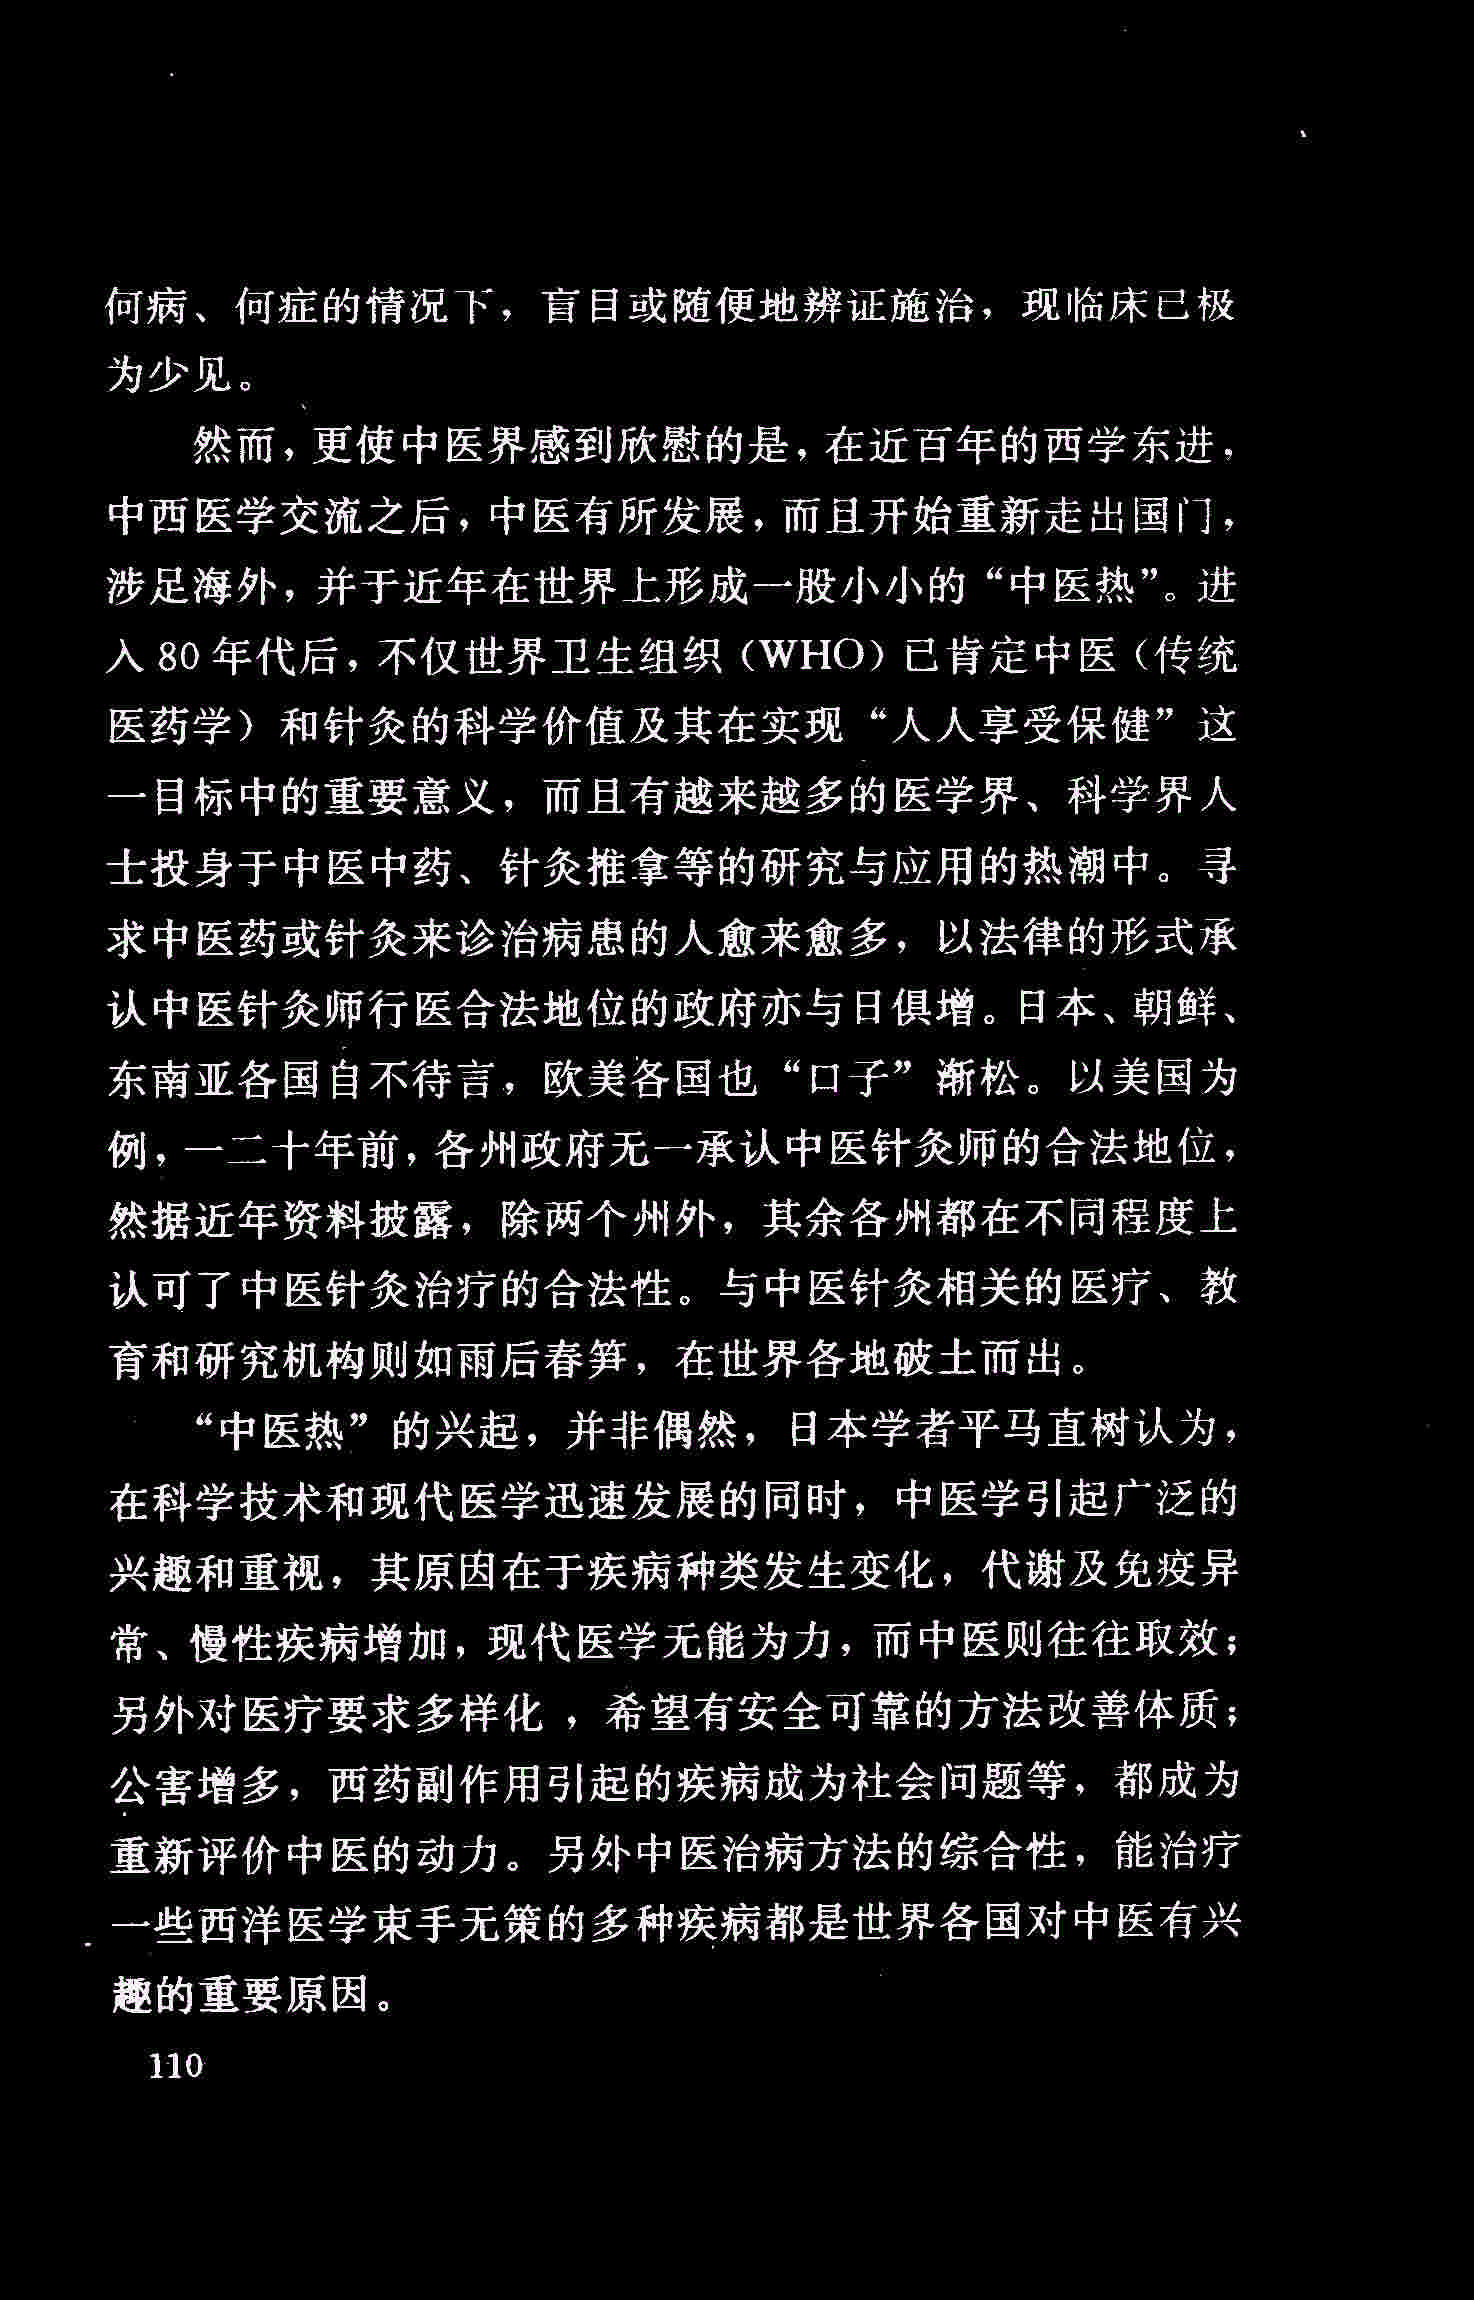 何病、何症的情况下，盲目或随便地辨证施治，现临床已极
为少见。
然而，更使中医界感到欣慰的是，在近百年的西学东进，
中西医学交流之后，中医有所发展，而且开始重新走出国门，
涉足海外，并于近年在世界上形成一股小小的“中医热”。进
入 80 年代后，不仅世界卫生组织（WHO）已肯定中医（传统
医药学）和针灸的科学价值及其在实现“人人享受保健”这
一目标中的重要意义，而且有越来越多的医学界、科学界人
士投身于中医中药、针灸推拿等的研究与应用的热潮中。寻
求中医药或针灸来诊治病患的人愈来愈多，以法律的形式承
认中医针灸师行医合法地位的政府亦与日俱增。日本、朝鲜、
东南亚各国自不待言，欧美各国也“口子”渐松。以美国为
例，一二十年前，各州政府无一承认中医针灸师的合法地位，
然据近年资料披露，除两个州外，其余各州都在不同程度上
认可了中医针灸治疗的合法性。与中医针灸相关的医疗、教
育和研究机构则如雨后春笋，在世界各地破土而出。
“中医热”的兴起，并非偶然，日本学者平马直树认为，
在科学技术和现代医学迅速发展的同时，中医学引起广泛的
兴趣和重视，其原因在于疾病种类发生变化，代谢及免疫异
常、慢性疾病增加，现代医学无能为力，而中医则往往取效；
另外对医疗要求多样化，希望有安全可靠的方法改善体质；
公害增多，西药副作用引起的疾病成为社会问题等，都成为
重新评价中医的动力。另外中医治病方法的综合性，能治疗
一些西洋医学束手无策的多种疾病都是世界各国对中医有兴
趣的重要原因。
110